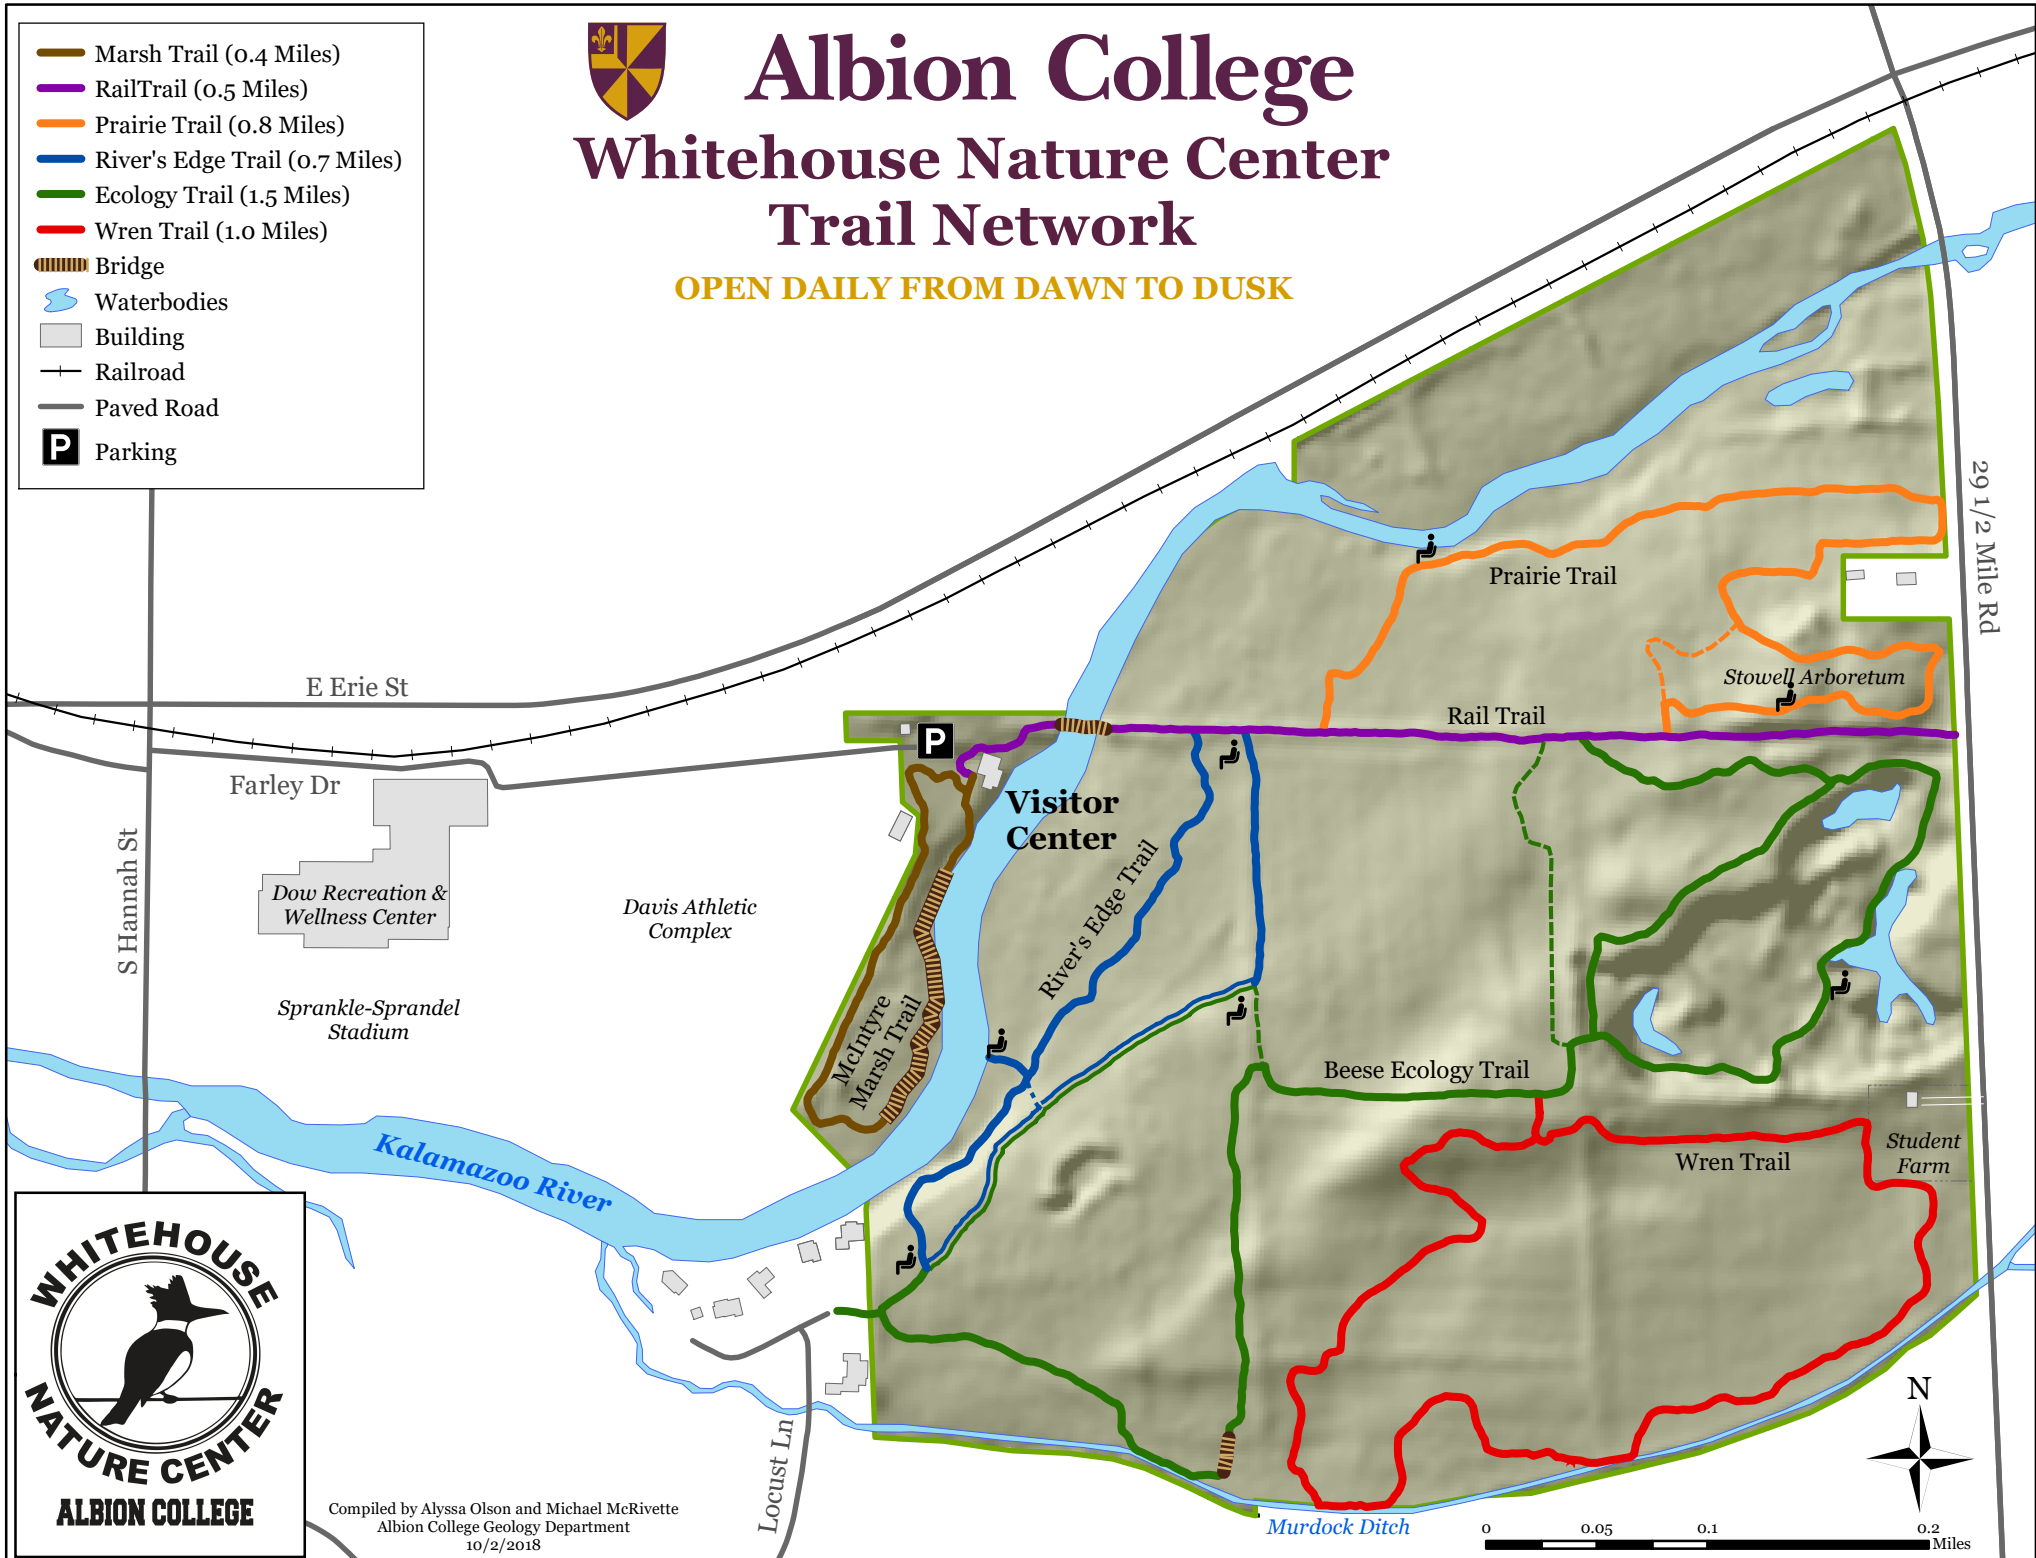 Marsh Trail (0.4 Miles)
RailTrail (0.5 Miles)
Prairie Trail (0.8 Miles)
River's Edge Trail (0.7 Miles)
Ecology Trail (1.5 Miles)
Wren Trail (1.0 Miles)
Bridge
Waterbodies
Building
Railroad
Paved Road
P
Parking
Albion College
Whitehouse Nature Center
Trail Network
OPEN DAILY FROM DAWN TO DUSK
29 1/2 Mile Rd
Prairie Trail
Stowell Arboretum
Rail Trail
E Erie St
P
Farley Dr
Visitor
Center
S Hannah St
Dow Recreation &
Wellness Center
Davis Athletic
Complex
River's Edge Trail
Sprankle-Sprandel
Stadium
McIntyre
Marsh Trail
Beese Ecology Trail
Kalamazoo River
Wren Trail
Student
Farm
WHITEHOUSE
NATURE CENTER
ALBION COLLEGE
Locust Ln
Compiled by Alyssa Olson and Michael McRivette
Albion College Geology Department
10/2/2018
Murdock Ditch
N
0 0.05 0.1 0.2
Miles